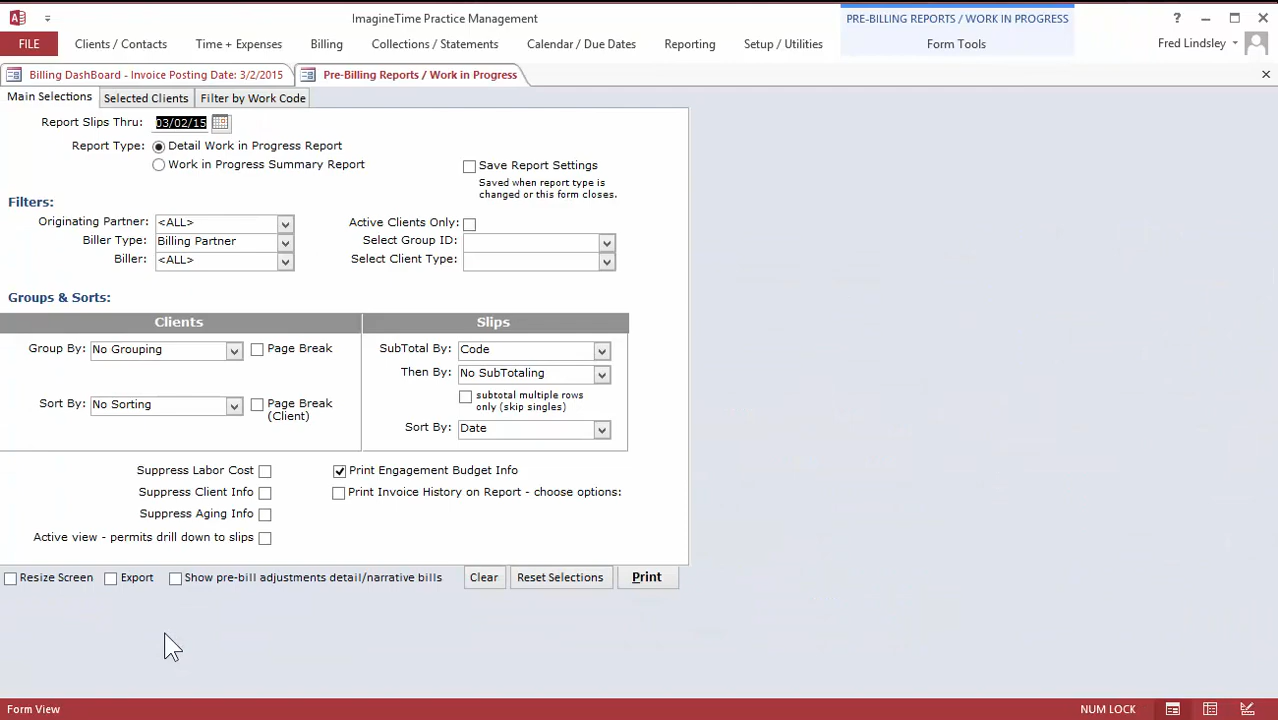 ImagineTime Practice Management
PRE-BILLING REPORTS / WORK IN PROGRESS
?
FILE
Clients / Contacts
Time + Expenses
Billing
Collections / Statements
Calendar / Due Dates
Reporting
Setup / Utilities
Form Tools
Fred Lindsley
Billing DashBoard - Invoice Posting Date: 3/2/2015
Pre-Billing Reports / Work in Progress
Main Selections
Selected Clients
Filter by Work Code
Report Slips Thru: 03/02/15
Report Type: Detail Work in Progress Report
Work in Progress Summary Report
Save Report Settings
Saved when report type is
changed or this form closes.
Filters:
Originating Partner: <ALL>
Active Clients Only:
Biller Type: Billing Partner
Select Group ID:
Biller: <ALL>
Select Client Type:
Groups & Sorts:
Clients
Slips
Group By: No Grouping
Page Break
SubTotal By: Code
Then By: No SubTotaling
subtotal multiple rows
only (skip singles)
Sort By: No Sorting
Page Break
(Client)
Sort By: Date
Suppress Labor Cost
Print Engagement Budget Info
Suppress Client Info
Print Invoice History on Report - choose options:
Suppress Aging Info
Active view - permits drill down to slips
Resize Screen
Export
Show pre-bill adjustments detail/narrative bills
Clear
Reset Selections
Print
Form View
NUM LOCK